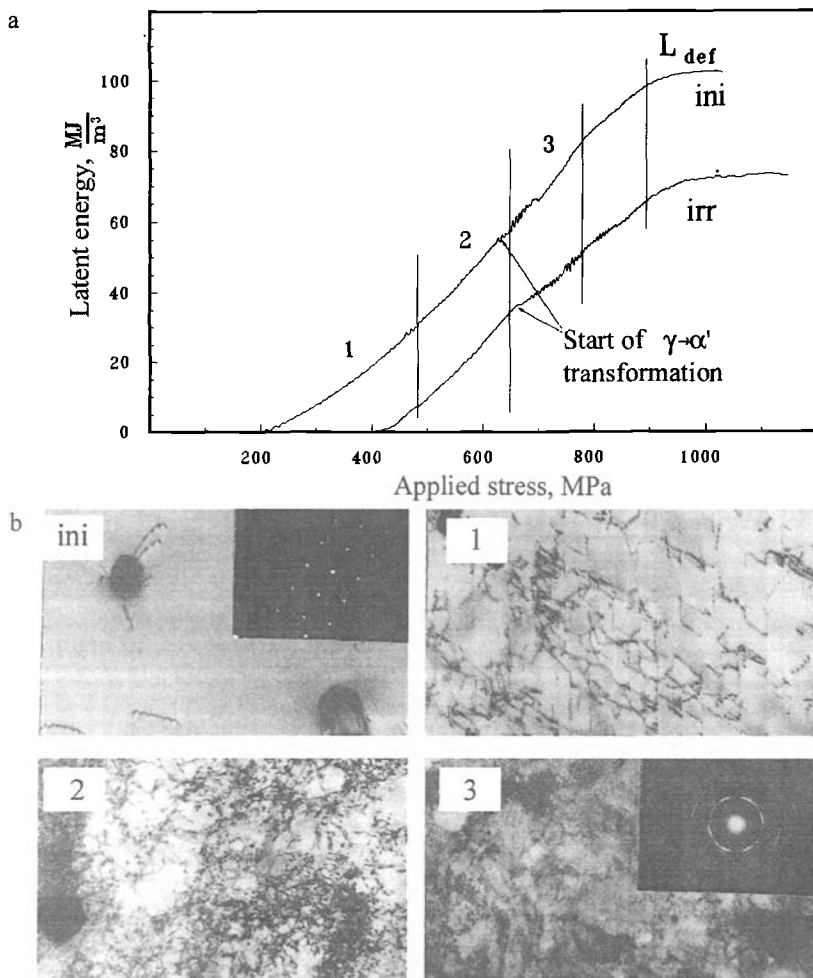 a
L def
ini
irr
100
80
60
40
20
0
Latent energy, MJ/m³
1
2
3
Start of γ→α'
transformation
200
400
600
800
1000
Applied stress, MPa
b
ini
1
2
3